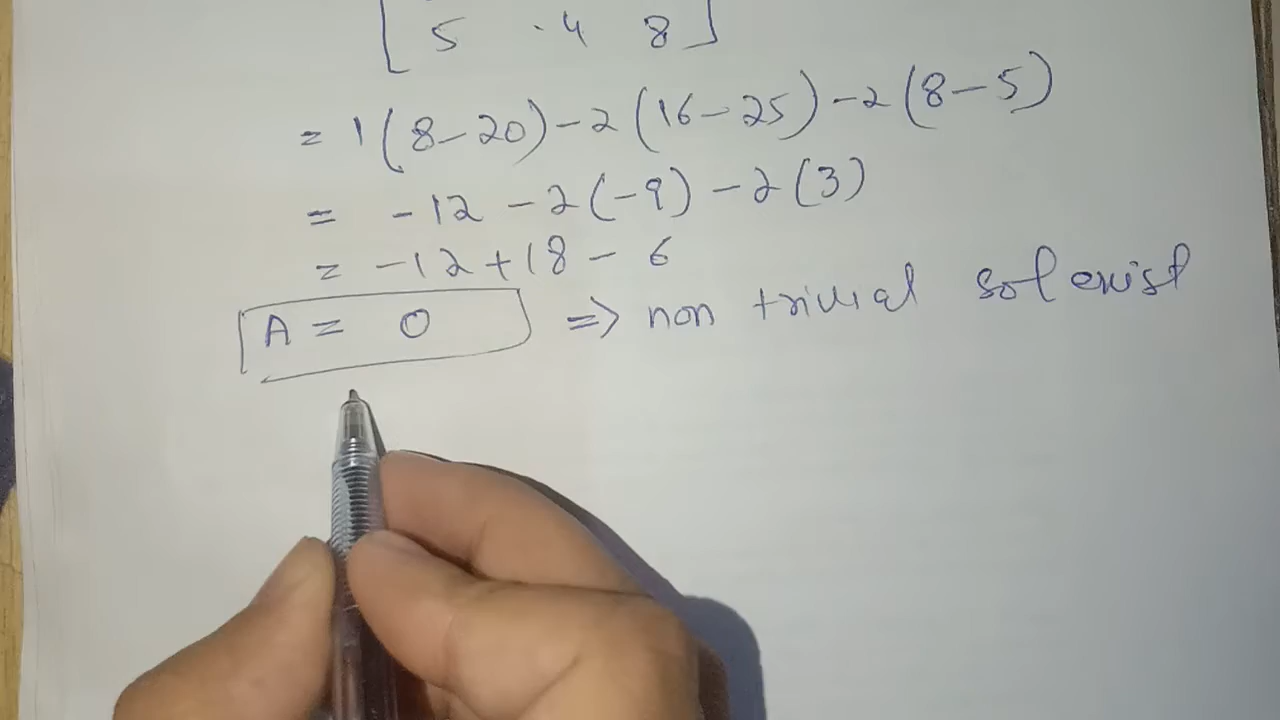 [ 5 -4 8 ]
= 1(8-20)-2(16-25)-2(8-5)
= -12 -2(-9) -2(3)
= -12+18-6
A = 0 => non trivial sol exist